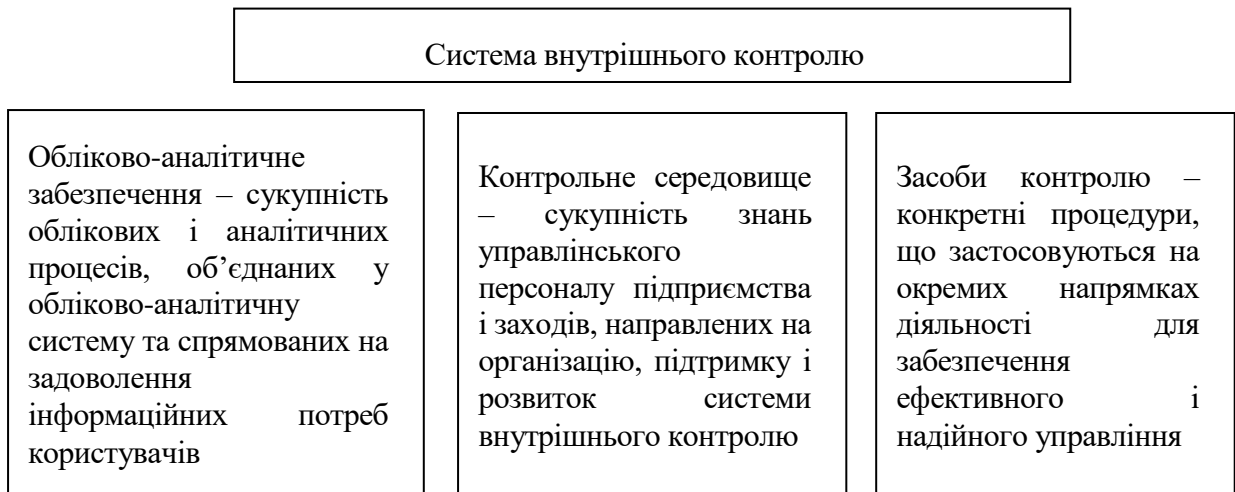 Система внутрішнього контролю
Обліково-аналітичне
забезпечення – сукупність
облікових і аналітичних
процесів, об’єднаних у
обліково-аналітичну
систему та спрямованих на
задоволення
інформаційних потреб
користувачів
Контрольне середовище
– сукупність знань
управлінського
персоналу підприємства
і заходів, направлених на
організацію, підтримку і
розвиток системи
внутрішнього контролю
Засоби контролю –
конкретні процедури,
що застосовуються на
окремих напрямках
діяльності для
забезпечення
ефективного і
надійного управління